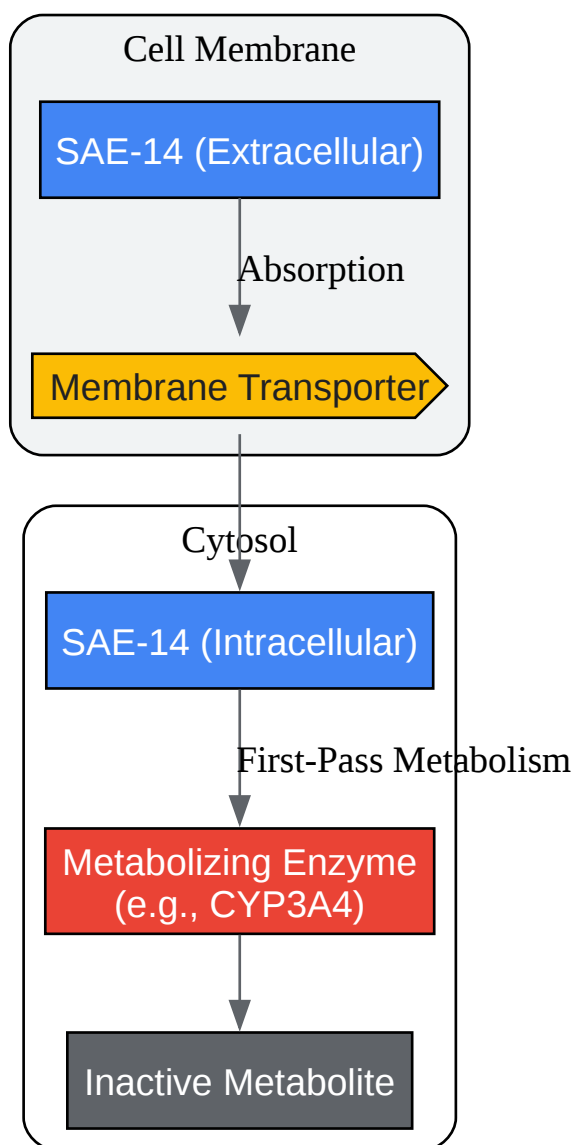 Cell Membrane
SAE-14 (Extracellular)
Absorption
Membrane Transporter
Cytosol
SAE-14 (Intracellular)
First-Pass Metabolism
Metabolizing Enzyme
(e.g., CYP3A4)
Inactive Metabolite